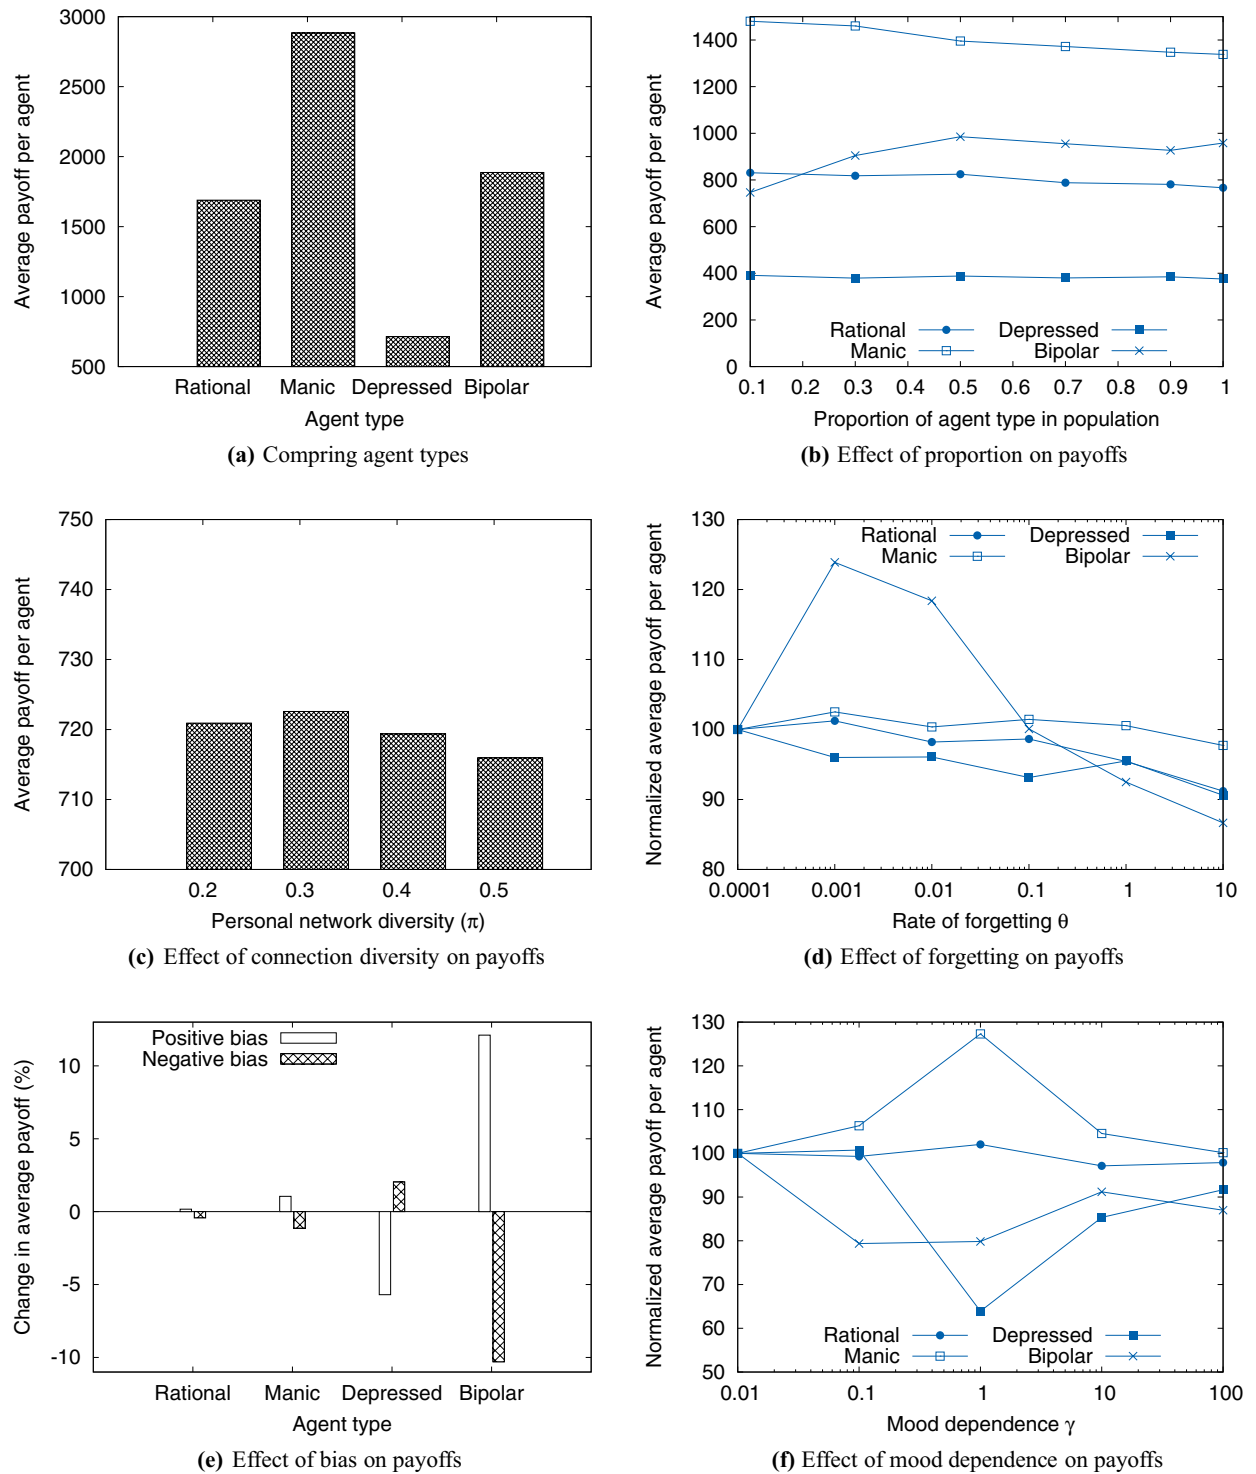 3000
2500
2000
1500
1000
500
Average payoff per agent
Rational Manic Depressed Bipolar
Agent type
(a) Compring agent types
1400
1200
1000
800
600
400
200
0
Average payoff per agent
Rational Depressed
Manic Bipolar
0.1 0.2 0.3 0.4 0.5 0.6 0.7 0.8 0.9 1
Proportion of agent type in population
(b) Effect of proportion on payoffs
750
740
730
720
710
700
Average payoff per agent
0.2 0.3 0.4 0.5
Personal network diversity (π)
(c) Effect of connection diversity on payoffs
130
120
110
100
90
80
Normalized average payoff per agent
Rational Depressed
Manic Bipolar
0.0001 0.001 0.01 0.1 1 10
Rate of forgetting θ
(d) Effect of forgetting on payoffs
Positive bias
Negative bias
10
5
0
-5
-10
Change in average payoff (%)
Rational Manic Depressed Bipolar
Agent type
(e) Effect of bias on payoffs
130
120
110
100
90
80
70
60
50
Normalized average payoff per agent
Rational Depressed
Manic Bipolar
0.01 0.1 1 10 100
Mood dependence γ
(f) Effect of mood dependence on payoffs